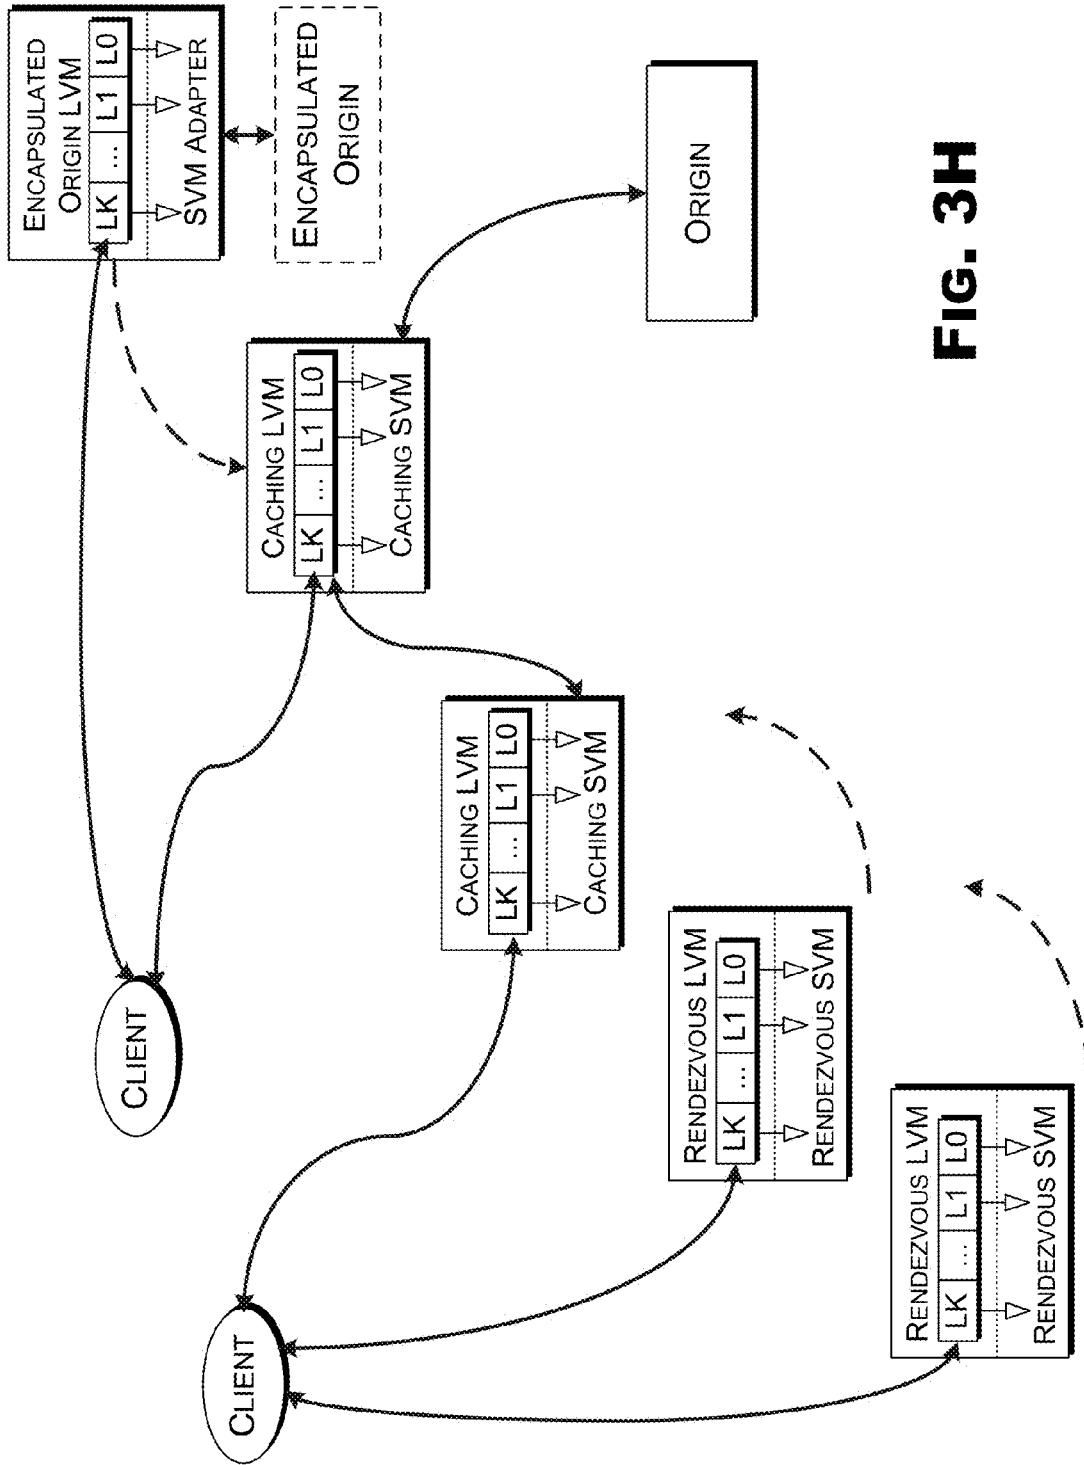 CLIENT
CLIENT
ENCAPSULATED
ORIGIN LVM
LK ... L1 L0
SVM ADAPTER
ENCAPSULATED
ORIGIN
CACHING LVM
LK ... L1 L0
CACHING SVM
CACHING LVM
LK ... L1 L0
CACHING SVM
ORIGIN
RENDEZVOUS LVM
LK ... L1 L0
RENDEZVOUS SVM
RENDEZVOUS LVM
LK ... L1 L0
RENDEZVOUS SVM
FIG. 3H